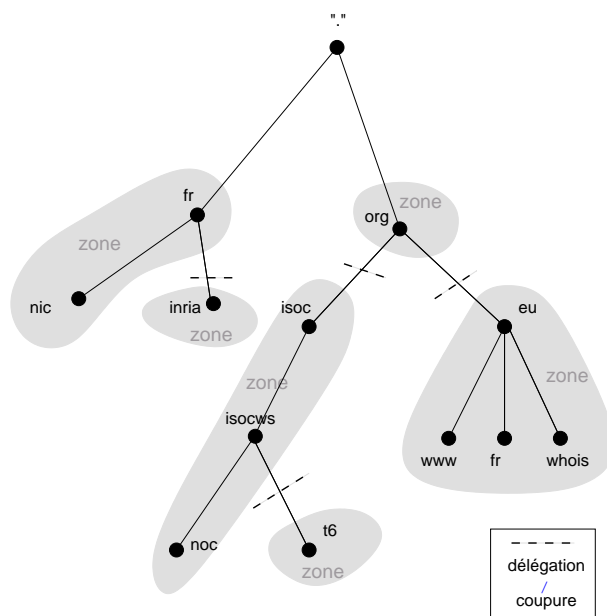 "."
fr
zone
org
zone
nic
inria
zone
isoc
eu
zone
zone
isocws
www
fr
whois
noc
t6
zone
délégation
/
coupure